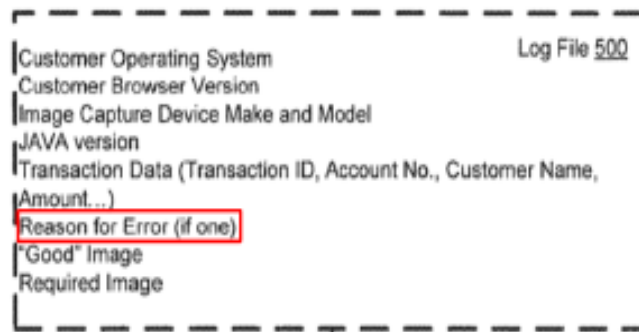 Log File 500
Customer Operating System
Customer Browser Version
Image Capture Device Make and Model
JAVA version
Transaction Data (Transaction ID, Account No., Customer Name,
Amount...)
Reason for Error (if one)
"Good" Image
Required Image